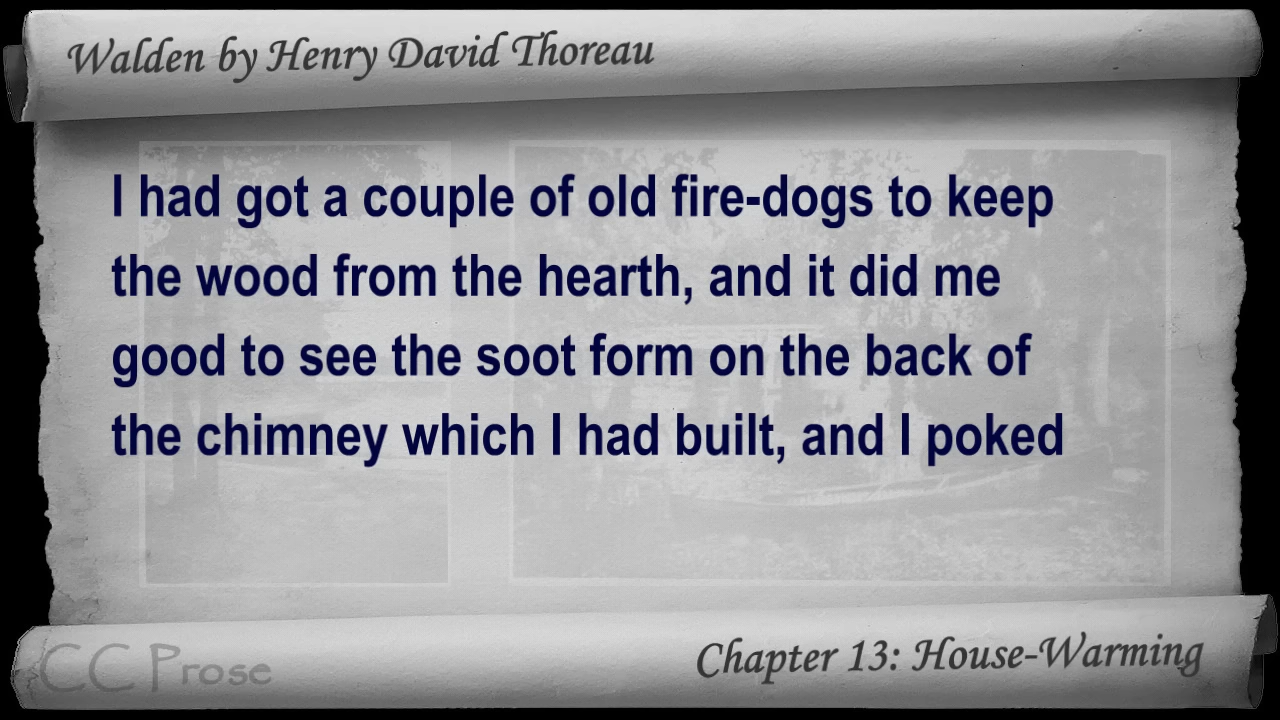 Walden by Henry David Thoreau
I had got a couple of old fire-dogs to keep
the wood from the hearth, and it did me
good to see the soot form on the back of
the chimney which I had built, and I poked
CC Prose
Chapter 13: House-Warming